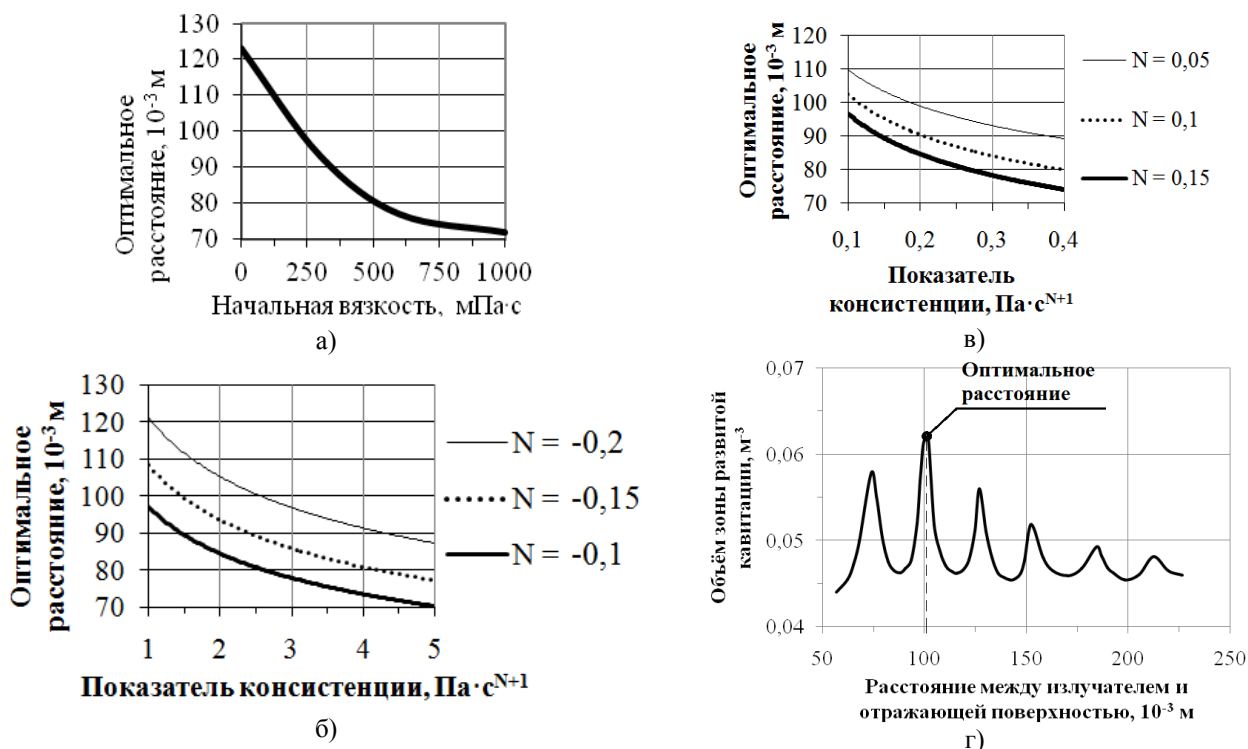 Оптимальное
расстояние, 10⁻³ м
130
120
110
100
90
80
70
0 250 500 750 1000
Начальная вязкость, мПа·с
а)
Оптимальное
расстояние, 10⁻³ м
120
110
100
90
80
70
0,1 0,2 0,3 0,4
Показатель
консистенции, Па·с^N+1
N = 0,05
N = 0,1
N = 0,15
в)
Оптимальное
расстояние, 10⁻³ м
130
120
110
100
90
80
70
1 2 3 4 5
Показатель консистенции, Па·с^N+1
N = -0,2
N = -0,15
N = -0,1
б)
Объём зоны развитой
кавитации, м⁻³
0,07
0,06
0,05
0,04
Оптимальное
расстояние
50 100 150 200 250
Расстояние между излучателем и
отражающей поверхностью, 10⁻³ м
г)